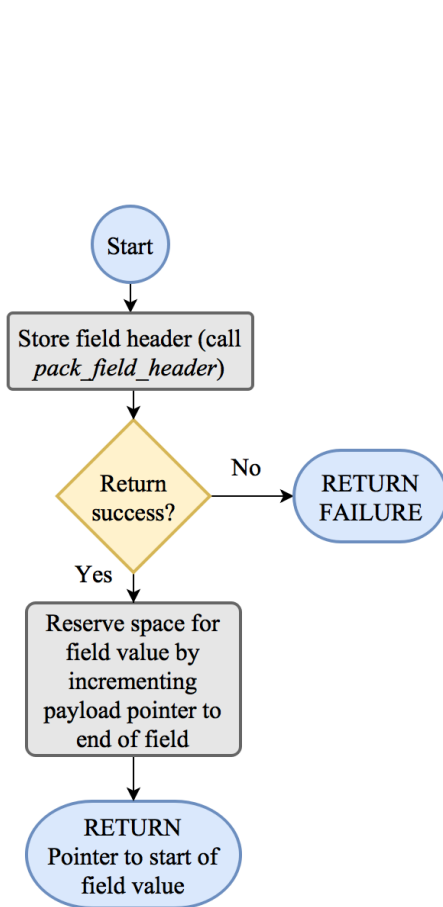 Start
Store field header (call
pack_field_header)
Return
success?
No
RETURN
FAILURE
Yes
Reserve space for
field value by
incrementing
payload pointer to
end of field
RETURN
Pointer to start of
field value